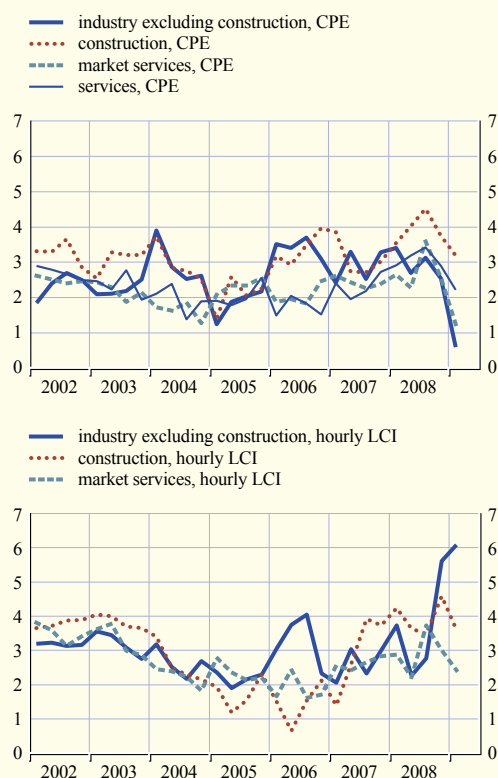 industry excluding construction, CPE
construction, CPE
market services, CPE
services, CPE
7 7
6 6
5 5
4 4
3 3
2 2
1 1
0 0
2002 2003 2004 2005 2006 2007 2008
industry excluding construction, hourly LCI
construction, hourly LCI
market services, hourly LCI
7 7
6 6
5 5
4 4
3 3
2 2
1 1
0 0
2002 2003 2004 2005 2006 2007 2008